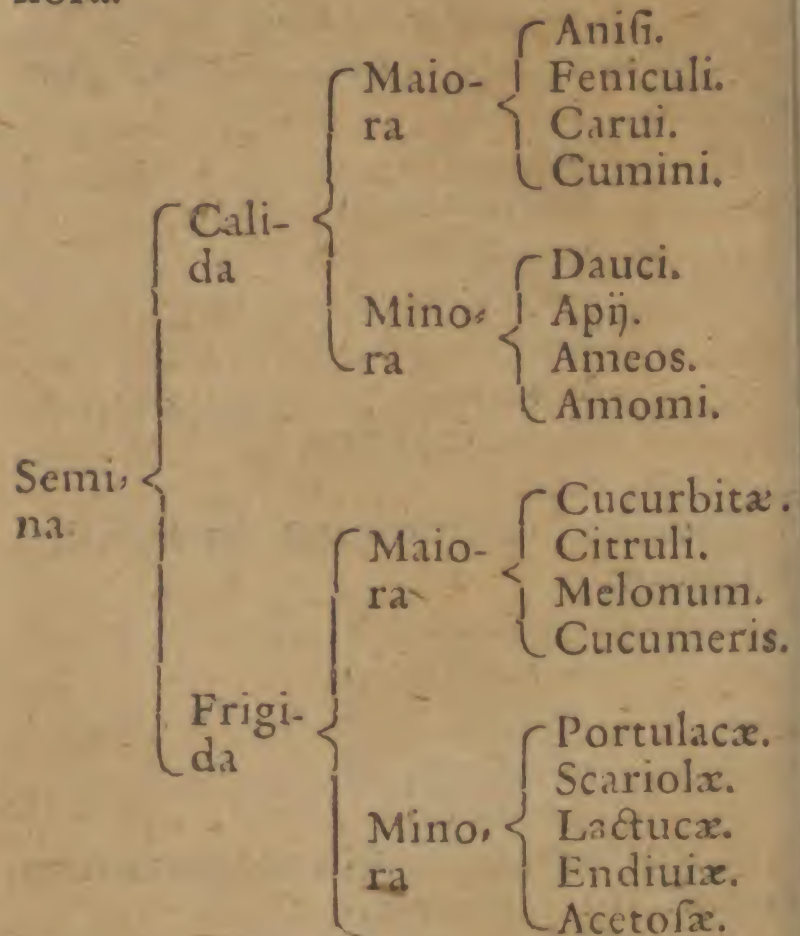 Semi-
na
Cali-
da
Maio-
ra
Aniſi.
Feniculi.
Carui.
Cumini.
Mino-
ra
Dauci.
Apij.
Ameos.
Amomi.
Frigi-
da
Maio-
ra
Cucurbitæ.
Citruli.
Melonum.
Cucumeris.
Mino-
ra
Portulacæ.
Scariolæ.
Lactucæ.
Endiuiæ.
Acetoſæ.